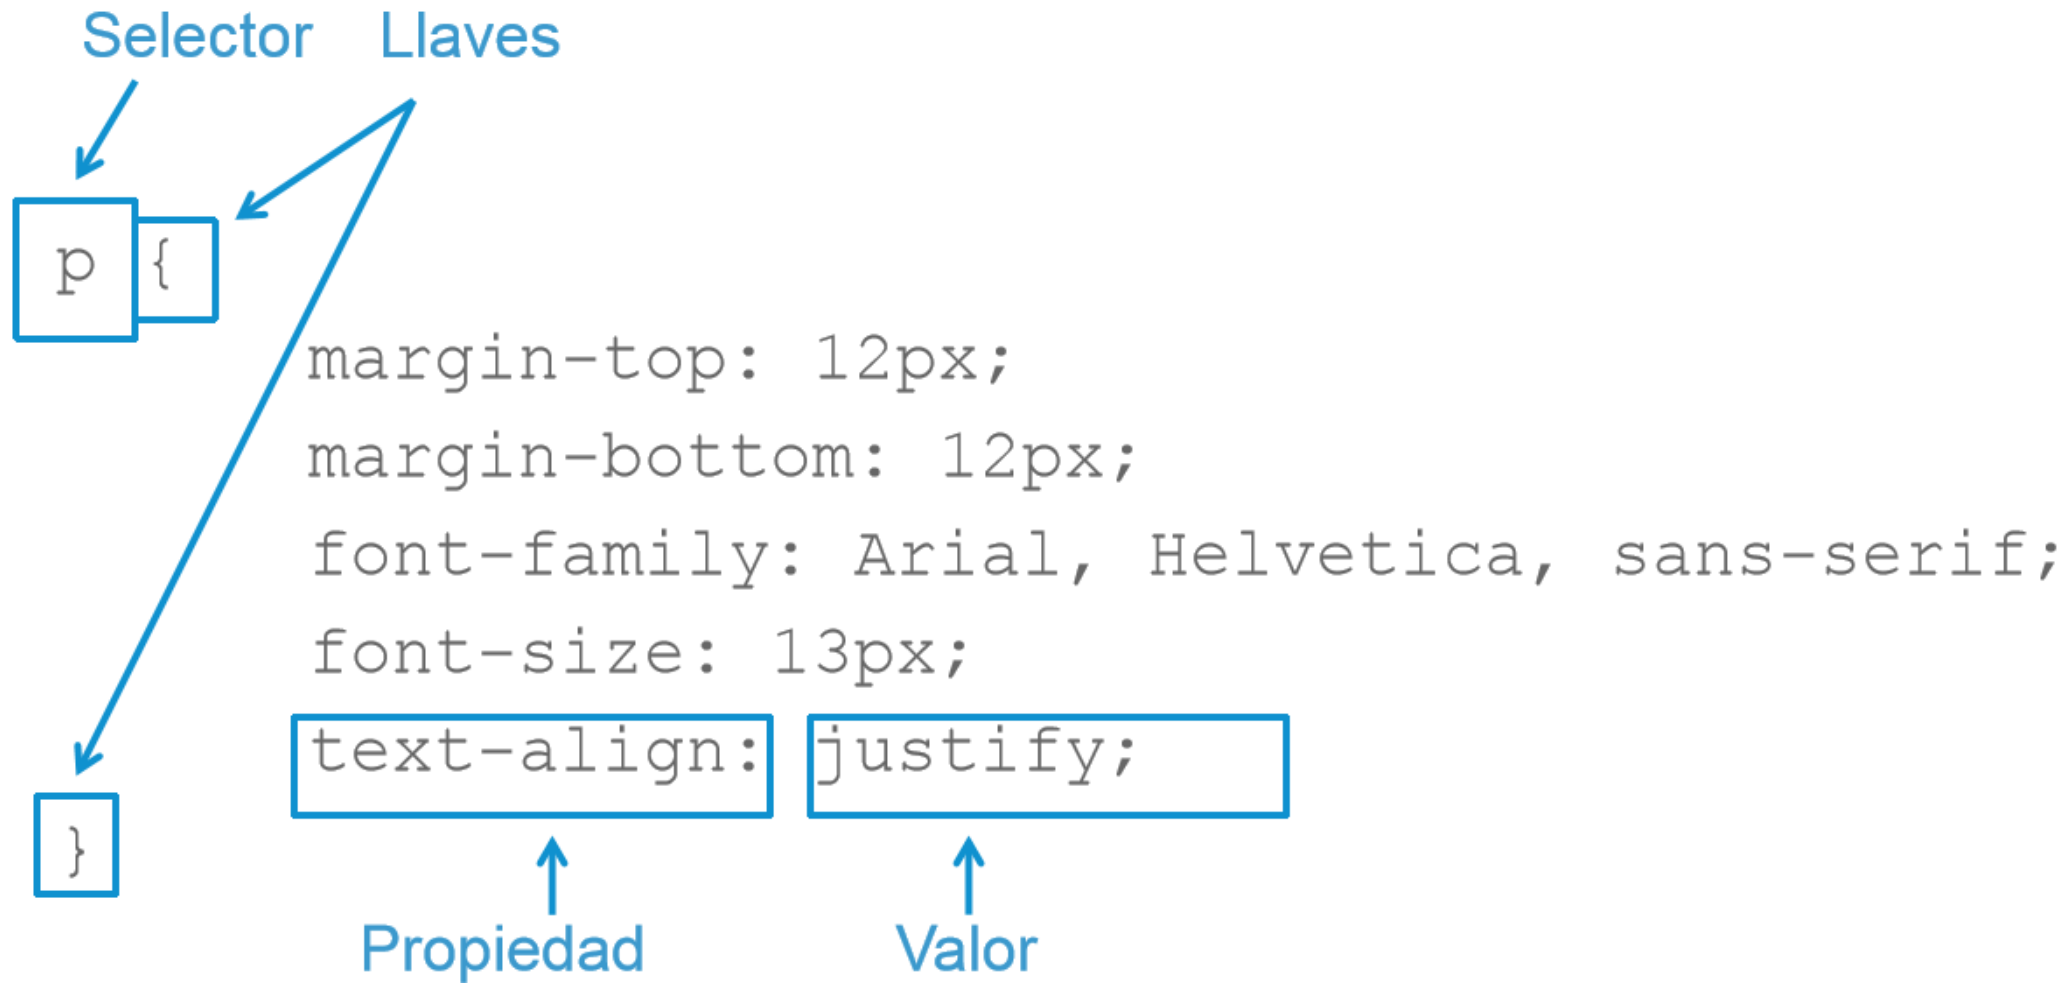 Selector Llaves
p {
margin-top: 12px;
margin-bottom: 12px;
font-family: Arial, Helvetica, sans-serif;
font-size: 13px;
text-align: justify;
}
Propiedad Valor